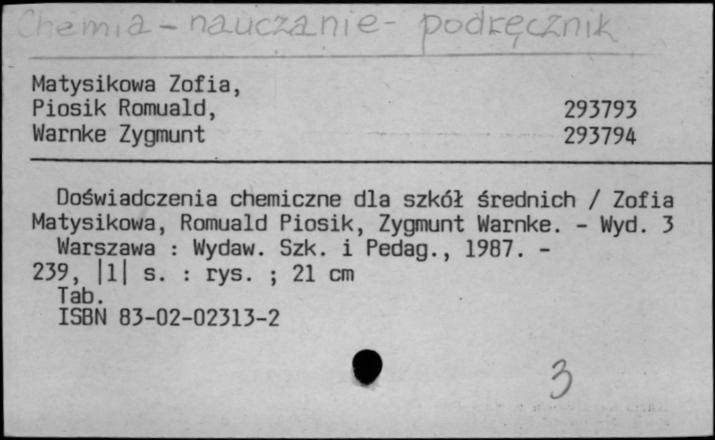 Chemia - nauczanie - podręcznik
Matysikowa Zofia,
Piosik Romuald, 293793
Warnke Zygmunt 293794
Doświadczenia chemiczne dla szkół średnich / Zofia
Matysikowa, Romuald Piosik, Zygmunt Warnke. - Wyd. 3
Warszawa : Wydaw. Szk. i Pedag., 1987. -
239, |1| s. : rys. ; 21 cm
Tab.
ISBN 83-02-02313-2
3